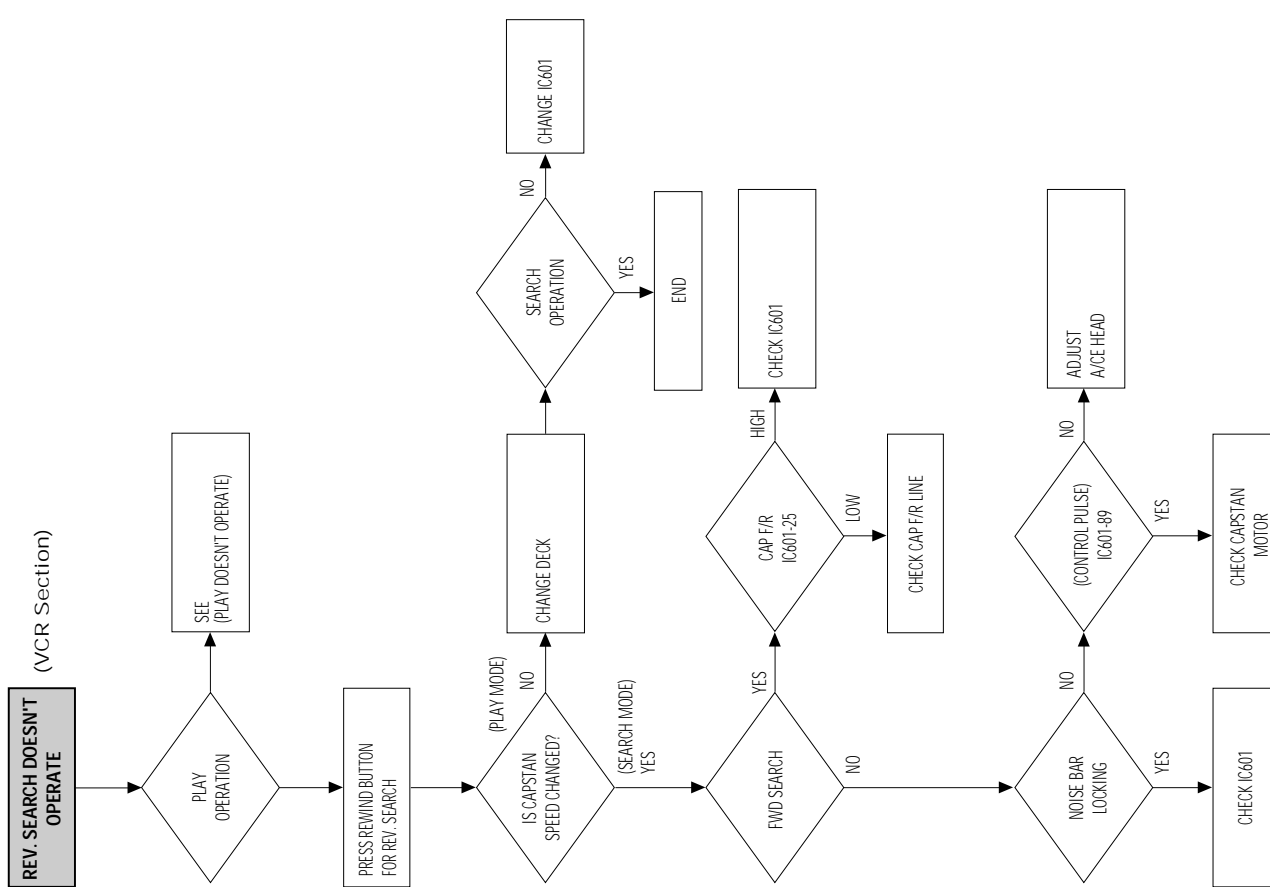 REV. SEARCH DOESN'T
OPERATE
(VCR Section)
PLAY
OPERATION
SEE
(PLAY DOESN'T OPERATE)
PRESS REWIND BUTTON
FOR REV. SEARCH
IS CAPSTAN
SPEED CHANGED?
(PLAY MODE)
NO
CHANGE DECK
SEARCH
OPERATION
NO
CHANGE IC601
YES
END
(SEARCH MODE)
YES
FWD SEARCH
YES
CAP F/R
IC601-25
HIGH
CHECK IC601
LOW
CHECK CAP F/R LINE
NO
NOISE BAR
LOCKING
NO
(CONTROL PULSE)
IC601-89
NO
ADJUST
A/CE HEAD
YES
CHECK CAPSTAN
MOTOR
YES
CHECK IC601